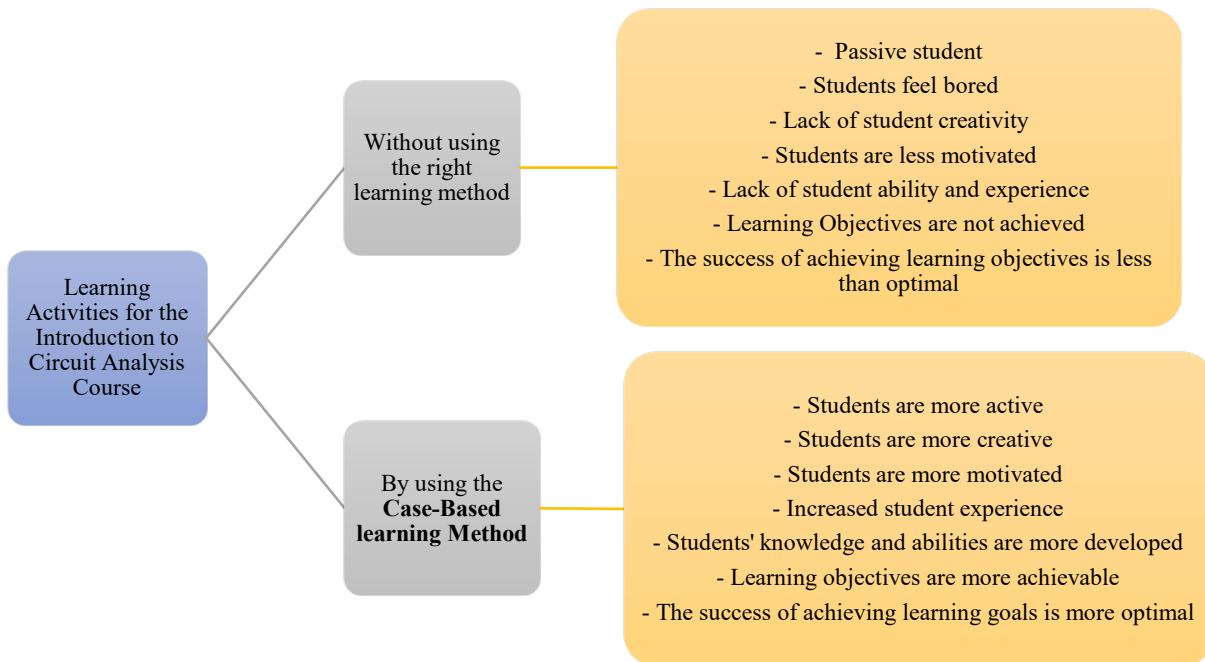 Learning
Activities for the
Introduction to
Circuit Analysis
Course
Without using
the right
learning method
- Passive student
- Students feel bored
- Lack of student creativity
- Students are less motivated
- Lack of student ability and experience
- Learning Objectives are not achieved
- The success of achieving learning objectives is less
than optimal
By using the
Case-Based
learning Method
- Students are more active
- Students are more creative
- Students are more motivated
- Increased student experience
- Students' knowledge and abilities are more developed
- Learning objectives are more achievable
- The success of achieving learning goals is more optimal